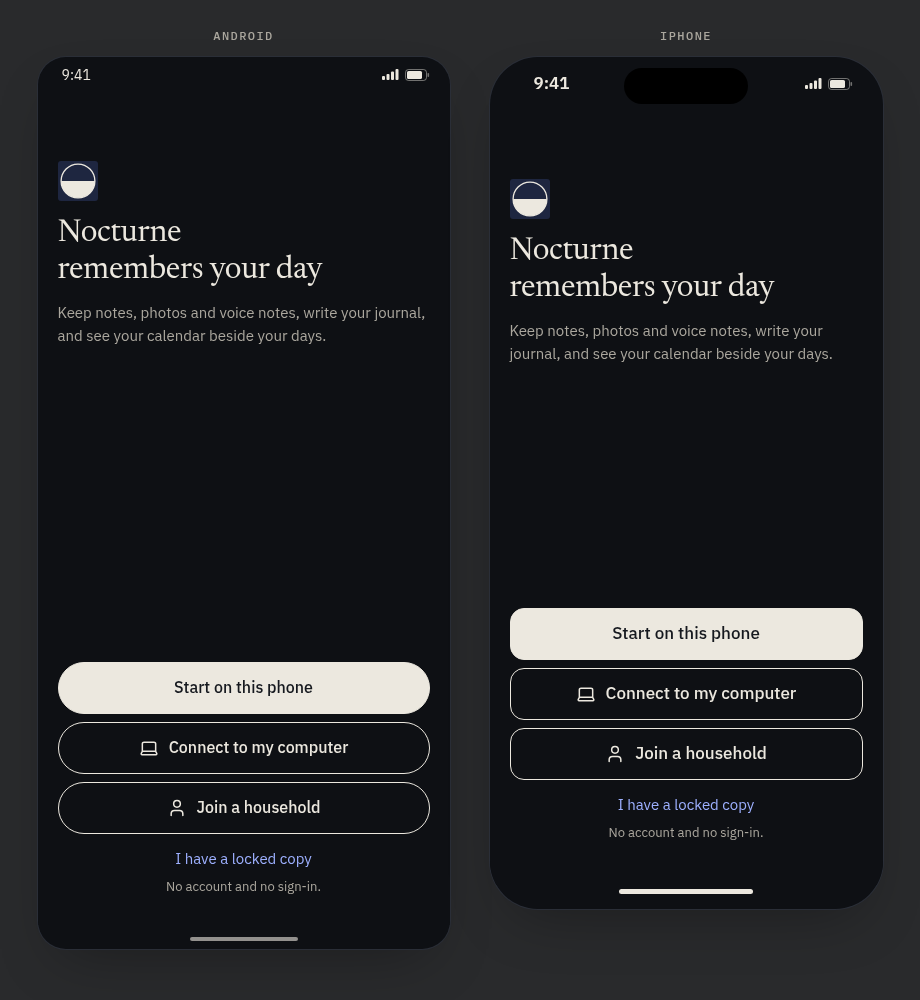 ANDROID
9:41
Nocturne
remembers your day
Keep notes, photos and voice notes, write your journal,
and see your calendar beside your days.
Start on this phone
Connect to my computer
Join a household
I have a locked copy
No account and no sign-in.
IPHONE
9:41
Nocturne
remembers your day
Keep notes, photos and voice notes, write your
journal, and see your calendar beside your days.
Start on this phone
Connect to my computer
Join a household
I have a locked copy
No account and no sign-in.